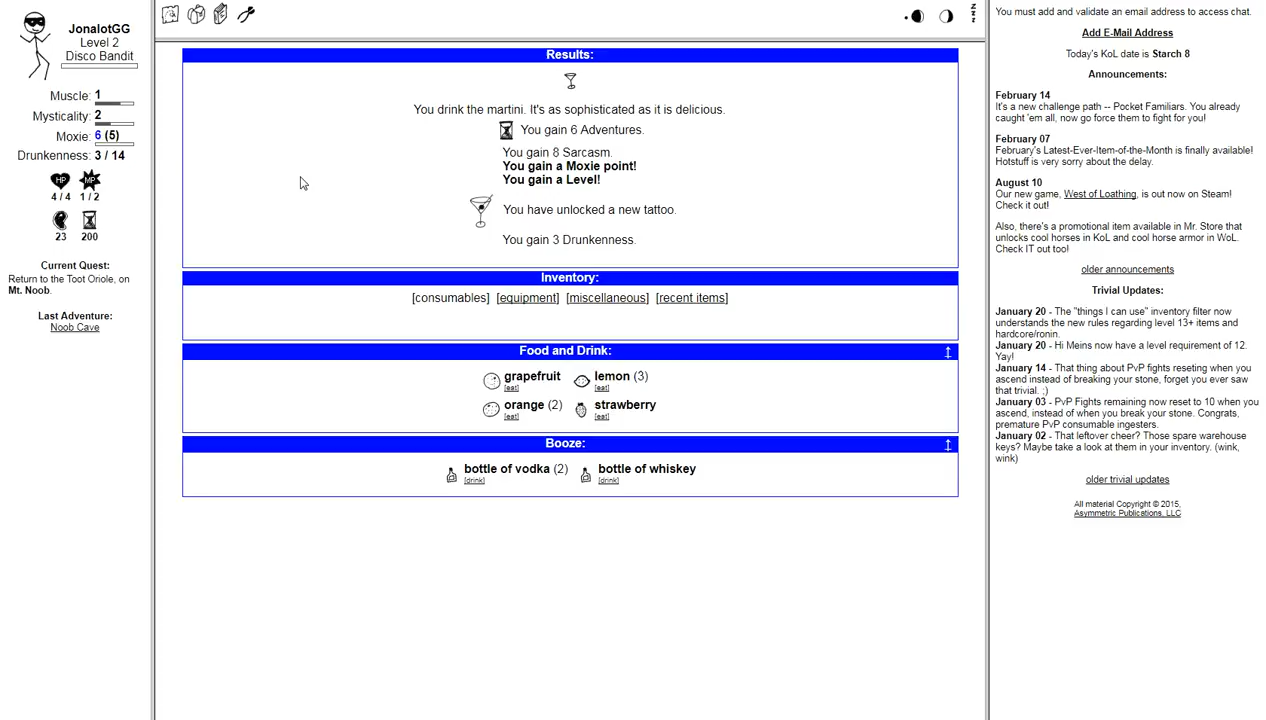 JonalotGG
Level 2
Disco Bandit
Muscle: 1
Mysticality: 2
Moxie: 6 (5)
Drunkenness: 3 / 14
HP MP
4 / 4 1 / 2
23 200
Current Quest:
Return to the Toot Oriole, on
Mt. Noob.
Last Adventure:
Noob Cave
Results:
You drink the martini. It's as sophisticated as it is delicious.
You gain 6 Adventures.
You gain 8 Sarcasm.
You gain a Moxie point!
You gain a Level!
You have unlocked a new tattoo.
You gain 3 Drunkenness.
Inventory:
[consumables] [equipment] [miscellaneous] [recent items]
Food and Drink:
grapefruit lemon (3)
[eat] [eat]
orange (2) strawberry
[eat] [eat]
Booze:
bottle of vodka (2) bottle of whiskey
[drink] [drink]
Z
Z
Z
You must add and validate an email address to access chat.
Add E-Mail Address
Today's KoL date is Starch 8
Announcements:
February 14
It's a new challenge path -- Pocket Familiars. You already
caught 'em all, now go force them to fight for you!
February 07
February's Latest-Ever-Item-of-the-Month is finally available!
Hotstuff is very sorry about the delay.
August 10
Our new game, West of Loathing, is out now on Steam!
Check it out!
Also, there's a promotional item available in Mr. Store that
unlocks cool horses in KoL and cool horse armor in WoL.
Check IT out too!
older announcements
Trivial Updates:
January 20 - The "things I can use" inventory filter now
understands the new rules regarding level 13+ items and
hardcore/ronin.
January 20 - Hi Meins now have a level requirement of 12.
Yay!
January 14 - That thing about PvP fights reseting when you
ascend instead of breaking your stone, forget you ever saw
that trivial. ;)
January 03 - PvP Fights remaining now reset to 10 when you
ascend, instead of when you break your stone. Congrats,
premature PvP consumable ingesters.
January 02 - That leftover cheer? Those spare warehouse
keys? Maybe take a look at them in your inventory. (wink,
wink)
older trivial updates
All material Copyright © 2015,
Asymmetric Publications, LLC